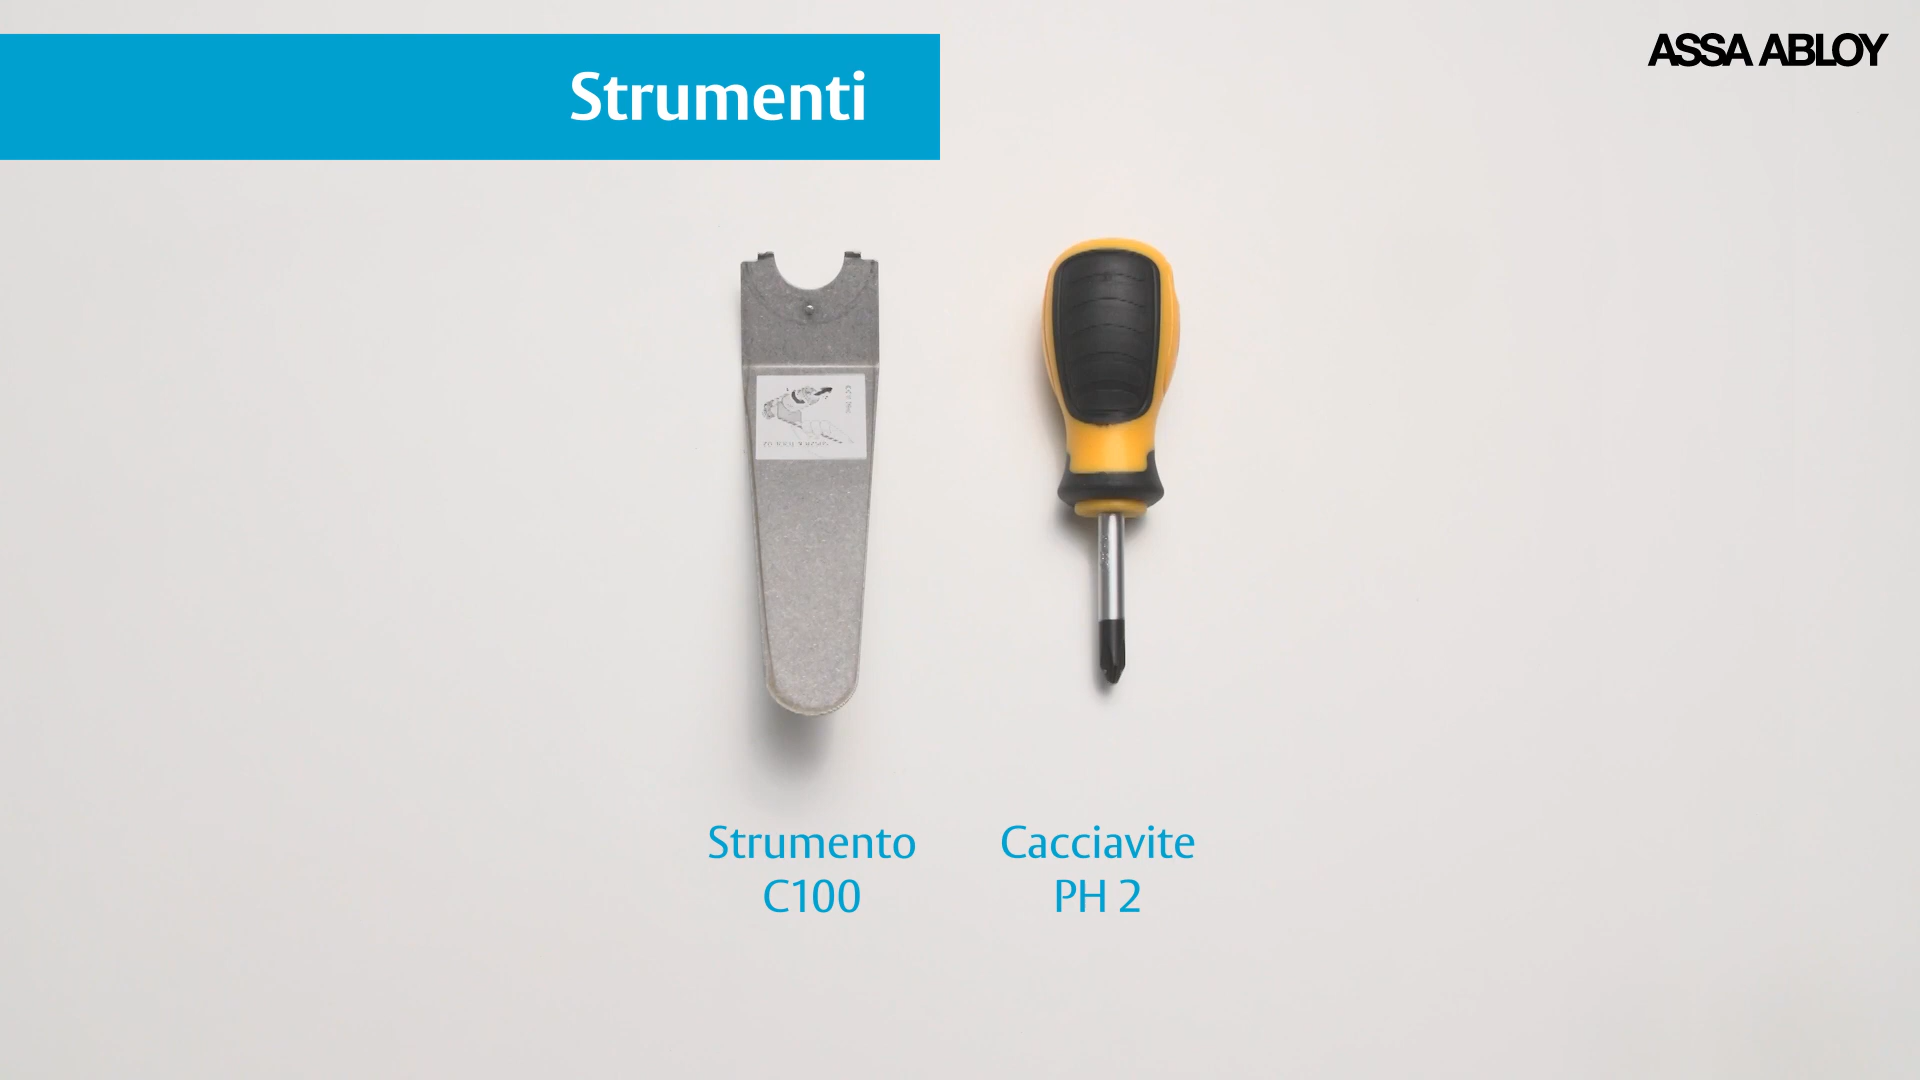 Strumenti
ASSA ABLOY
Strumento
C100
Cacciavite
PH 2